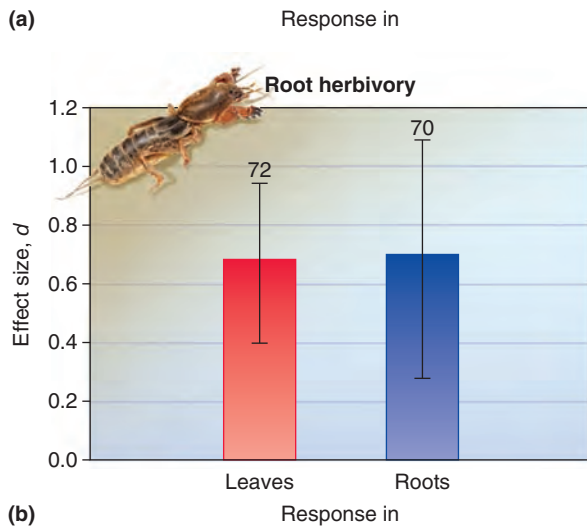 (a) Response in
Root herbivory
1.2
70
1.0
72
0.8
Effect size, d
0.6
0.4
0.2
0.0
Leaves Roots
(b) Response in